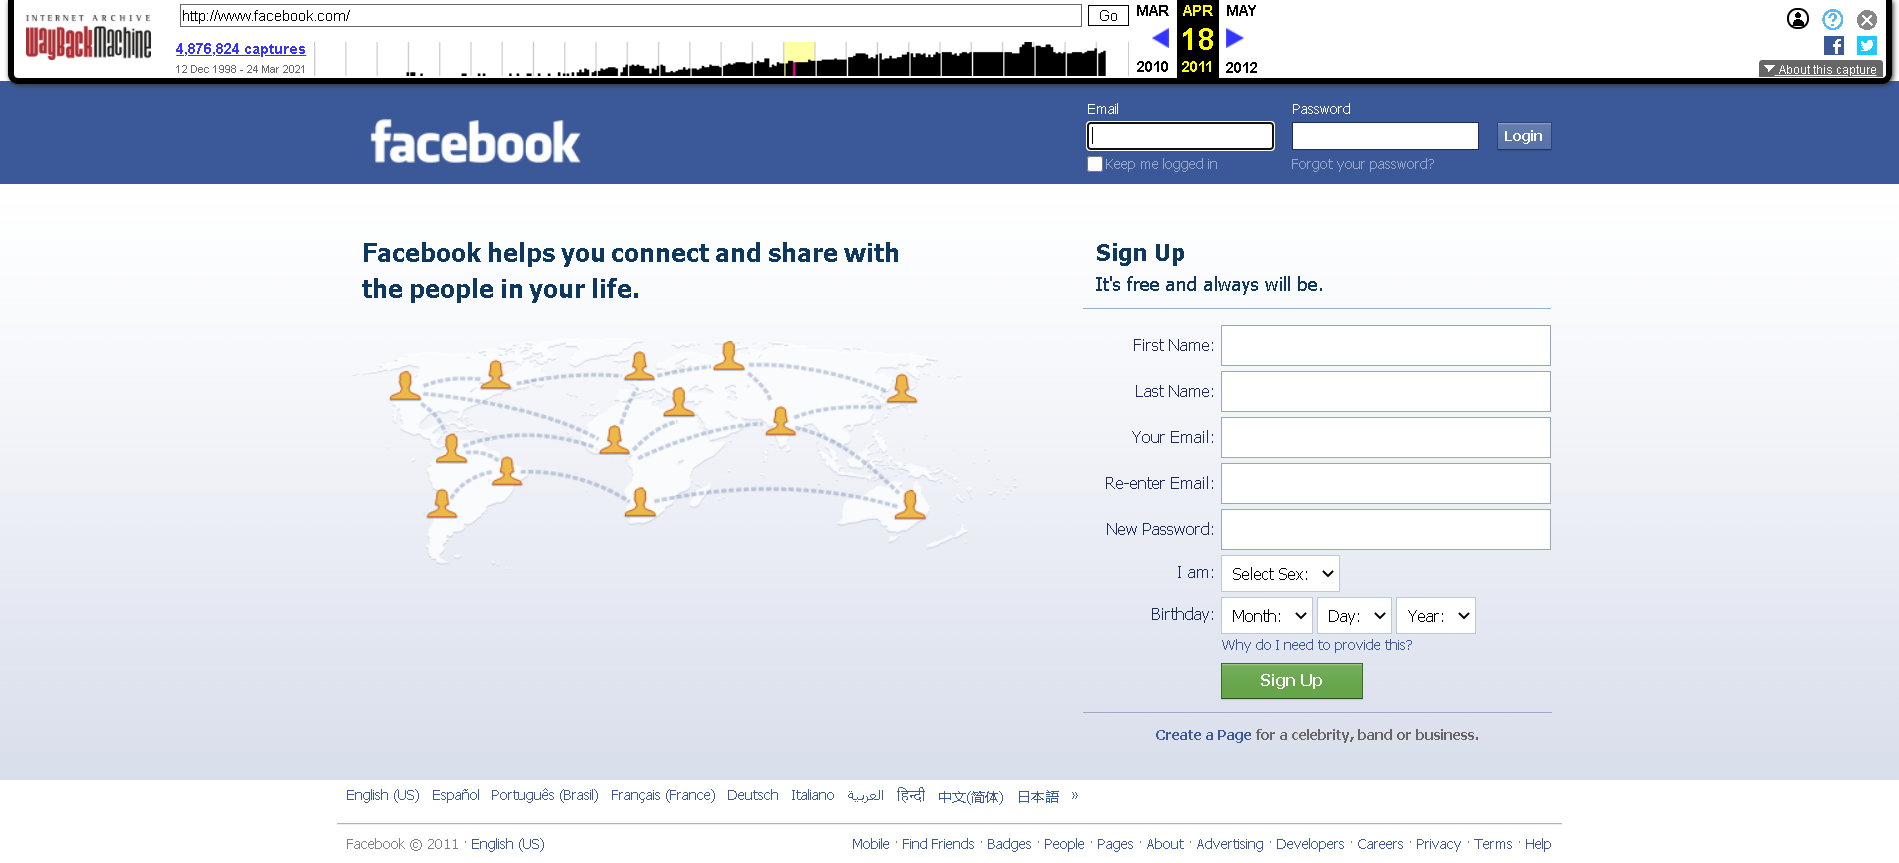 INTERNET ARCHIVE
WayBackMachine
http://www.facebook.com/
Go
4,876,824 captures
12 Dec 1998 - 24 Mar 2021
MAR APR MAY
18
2010 2011 2012
About this capture
facebook
Email
Password
Login
Keep me logged in
Forgot your password?
Facebook helps you connect and share with
the people in your life.
Sign Up
It's free and always will be.
First Name:
Last Name:
Your Email:
Re-enter Email:
New Password:
I am: Select Sex:
Birthday: Month: Day: Year:
Why do I need to provide this?
Sign Up
Create a Page for a celebrity, band or business.
English (US) Español Português (Brasil) Français (France) Deutsch Italiano العربية हिन्दी 中文(简体) 日本語 »
Facebook © 2011 · English (US)
Mobile · Find Friends · Badges · People · Pages · About · Advertising · Developers · Careers · Privacy · Terms · Help